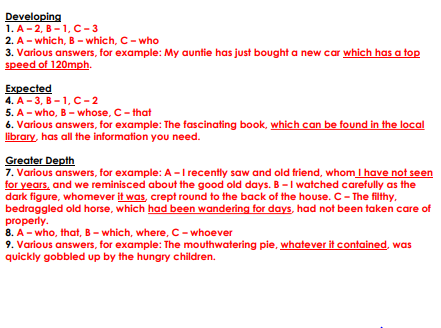 Developing
1. A – 2, B – 1, C – 3
2. A – which, B – which, C – who
3. Various answers, for example: My auntie has just bought a new car which has a top
speed of 120mph.
Expected
4. A – 3, B – 1, C – 2
5. A – who, B – whose, C – that
6. Various answers, for example: The fascinating book, which can be found in the local
library, has all the information you need.
Greater Depth
7. Various answers, for example: A – I recently saw and old friend, whom I have not seen
for years, and we reminisced about the good old days. B – I watched carefully as the
dark figure, whomever it was, crept round to the back of the house. C – The filthy,
bedraggled old horse, which had been wandering for days, had not been taken care of
properly.
8. A – who, that, B – which, where, C – whoever
9. Various answers, for example: The mouthwatering pie, whatever it contained, was
quickly gobbled up by the hungry children.